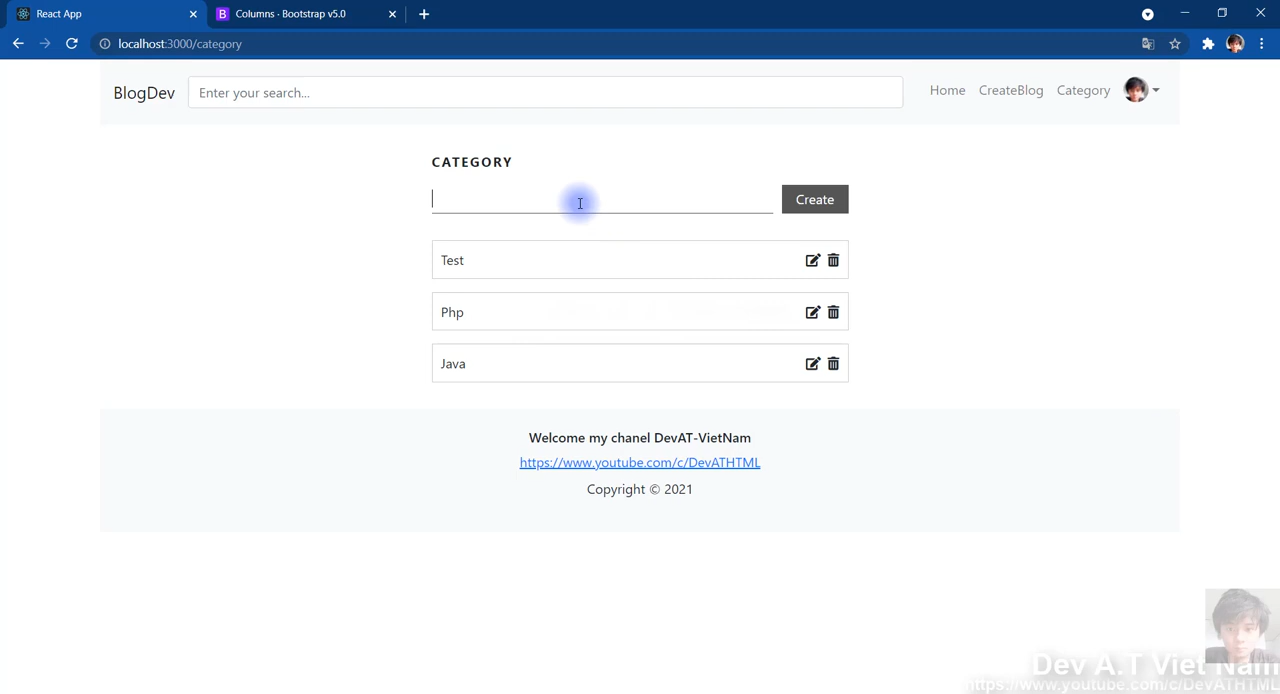 React App
Columns · Bootstrap v5.0
localhost:3000/category
BlogDev
Enter your search...
Home
CreateBlog
Category
CATEGORY
Create
Test
Php
Java
Welcome my chanel DevAT-VietNam
https://www.youtube.com/c/DevATHTML
Copyright © 2021
Dev A.T Viet Nam
https://www.youtube.com/c/DevATHTML